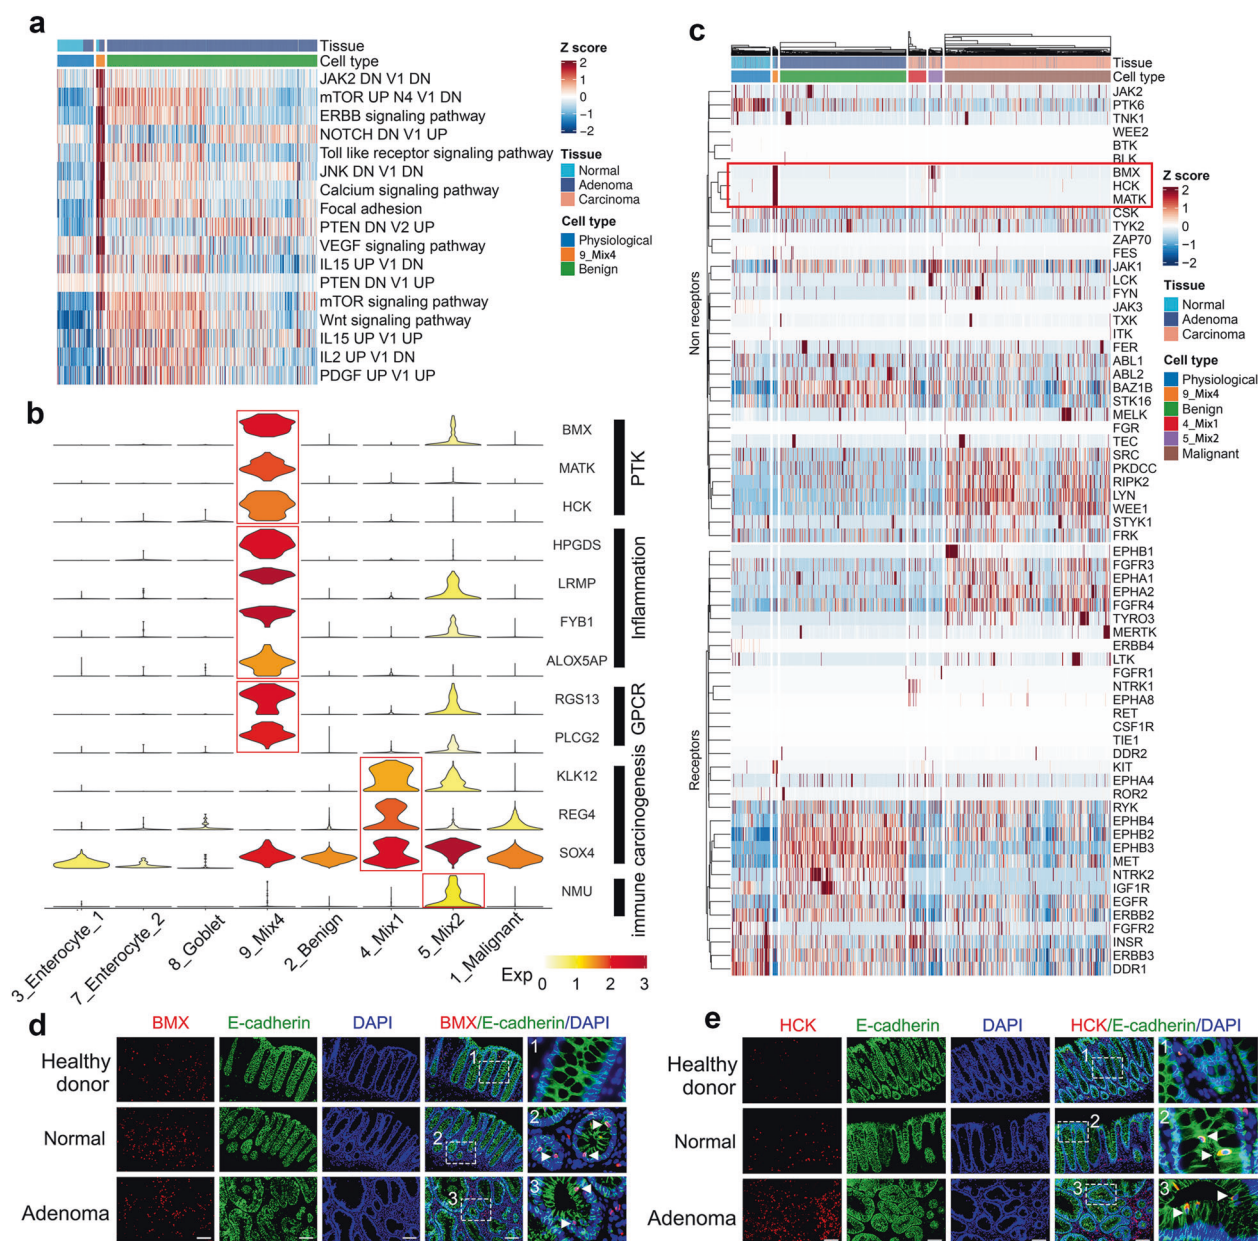 a
Tissue
Cell type
JAK2 DN V1 DN
mTOR UP N4 V1 DN
ERBB signaling pathway
NOTCH DN V1 UP
Toll like receptor signaling pathway
JNK DN V1 DN
Calcium signaling pathway
Focal adhesion
PTEN DN V2 UP
VEGF signaling pathway
IL15 UP V1 DN
PTEN DN V1 UP
mTOR signaling pathway
Wnt signaling pathway
IL15 UP V1 UP
IL2 UP V1 DN
PDGF UP V1 UP
Z score
2
1
0
−1
−2
Tissue
Normal
Adenoma
Carcinoma
Cell type
Physiological
9_Mix4
Benign
b
BMX
MATK
HCK
HPGDS
LRMP
FYB1
ALOX5AP
RGS13
PLCG2
KLK12
REG4
SOX4
NMU
PTK
Inflammation
GPCR
immune carcinogenesis
3_Enterocyte_1
7_Enterocyte_2
8_Goblet
9_Mix4
2_Benign
4_Mix1
5_Mix2
1_Malignant
Exp
0 1 2 3
c
Tissue
Cell type
Non receptors
JAK2
PTK6
TNK1
WEE2
BTK
BLK
BMX
HCK
MATK
CSK
TYK2
ZAP70
FES
JAK1
LCK
FYN
JAK3
TXK
ITK
FER
ABL1
ABL2
BAZ1B
STK16
MELK
FGR
TEC
SRC
PKDCC
RIPK2
LYN
WEE1
STYK1
FRK
Receptors
EPHB1
FGFR3
EPHA1
EPHA2
FGFR4
TYRO3
MERTK
ERBB4
LTK
FGFR1
NTRK1
EPHA8
RET
CSF1R
TIE1
DDR2
KIT
EPHA4
ROR2
RYK
EPHB4
EPHB2
EPHB3
MET
NTRK2
IGF1R
EGFR
ERBB2
FGFR2
INSR
ERBB3
DDR1
Z score
2
1
0
−1
−2
Tissue
Normal
Adenoma
Carcinoma
Cell type
Physiological
9_Mix4
Benign
4_Mix1
5_Mix2
Malignant
d
BMX E-cadherin DAPI BMX/E-cadherin/DAPI
Healthy donor
1
1
Normal
2
2
Adenoma
3
3
e
HCK E-cadherin DAPI HCK/E-cadherin/DAPI
Healthy donor
1
1
Normal
2
2
Adenoma
3
3